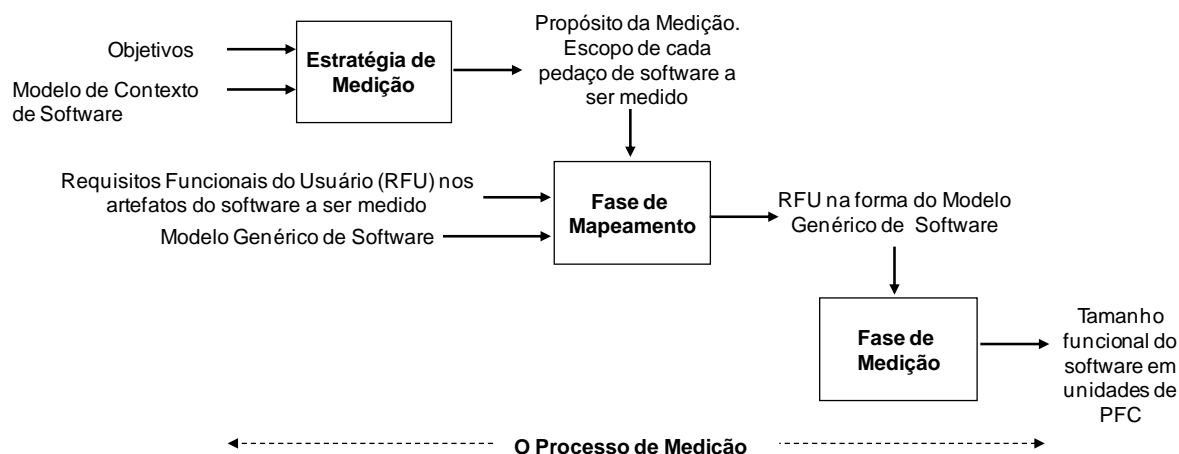 Objetivos
Modelo de Contexto
de Software
Estratégia de
Medição
Propósito da Medição.
Escopo de cada
pedaço de software a
ser medido
Requisitos Funcionais do Usuário (RFU) nos
artefatos do software a ser medido
Modelo Genérico de Software
Fase de
Mapeamento
RFU na forma do Modelo
Genérico de Software
Fase de
Medição
Tamanho
funcional do
software em
unidades de
PFC
O Processo de Medição